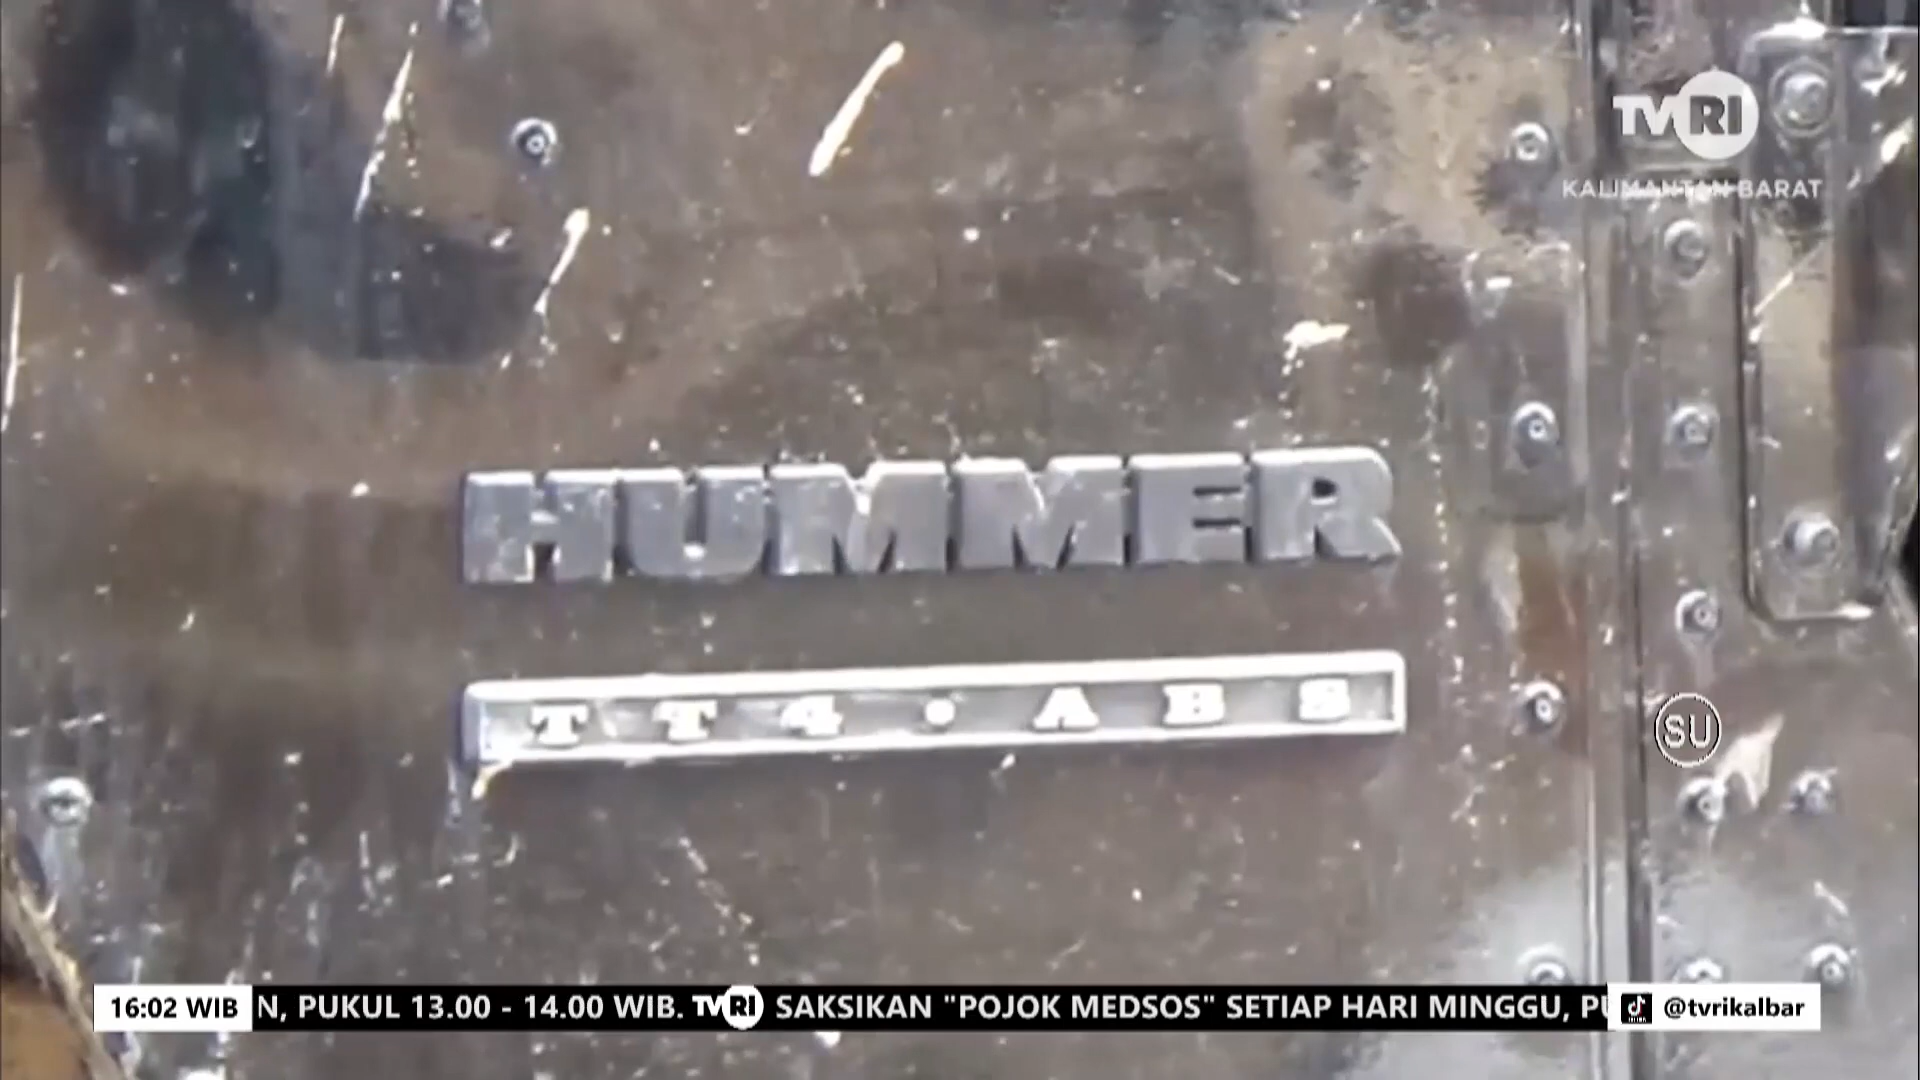 TVRI
KALIMANTAN BARAT
HUMMER
TT4 • ABS
SU
16:02 WIB
N, PUKUL 13.00 - 14.00 WIB. TVRI SAKSIKAN "POJOK MEDSOS" SETIAP HARI MINGGU, PU
@tvrikalbar